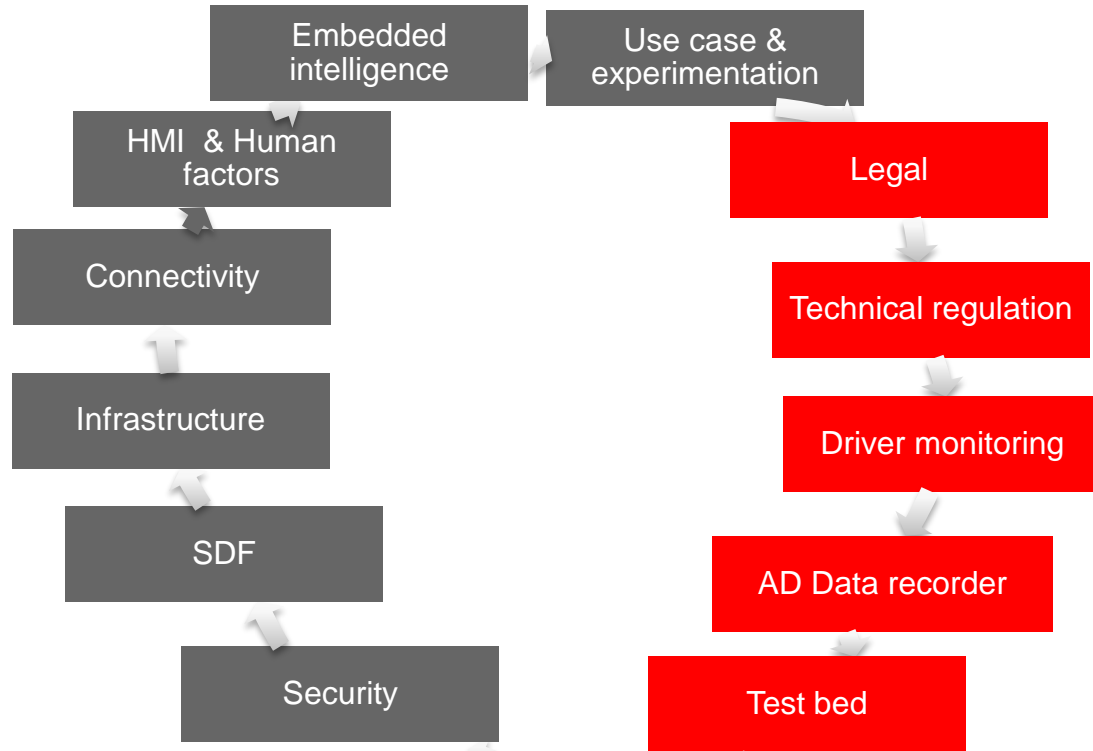 Embedded
intelligence
Use case &
experimentation
HMI & Human
factors
Legal
Connectivity
Technical regulation
Infrastructure
Driver monitoring
SDF
AD Data recorder
Security
Test bed